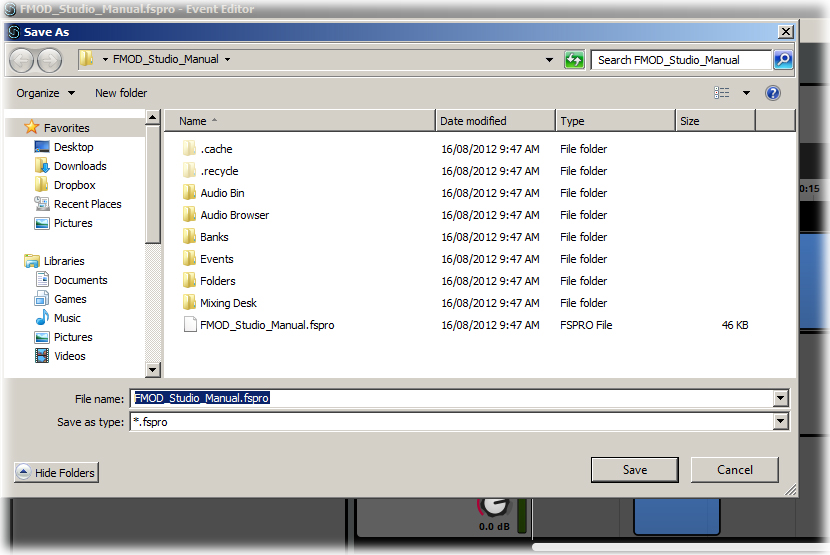 FMOD_Studio_Manual.fspro - Event Editor
Save As
FMOD_Studio_Manual
Search FMOD_Studio_Manual
Organize New folder
Name Date modified Type Size
Favorites
Desktop
Downloads
Dropbox
Recent Places
Pictures
Libraries
Documents
Games
Music
Pictures
Videos
.cache 16/08/2012 9:47 AM File folder
.recycle 16/08/2012 9:47 AM File folder
Audio Bin 16/08/2012 9:47 AM File folder
Audio Browser 16/08/2012 9:47 AM File folder
Banks 16/08/2012 9:47 AM File folder
Events 16/08/2012 9:47 AM File folder
Folders 16/08/2012 9:47 AM File folder
Mixing Desk 16/08/2012 9:47 AM File folder
FMOD_Studio_Manual.fspro 16/08/2012 9:47 AM FSPRO File 46 KB
0:15
File name: FMOD_Studio_Manual.fspro
Save as type: *.fspro
Hide Folders
Save
Cancel
0.0 dB